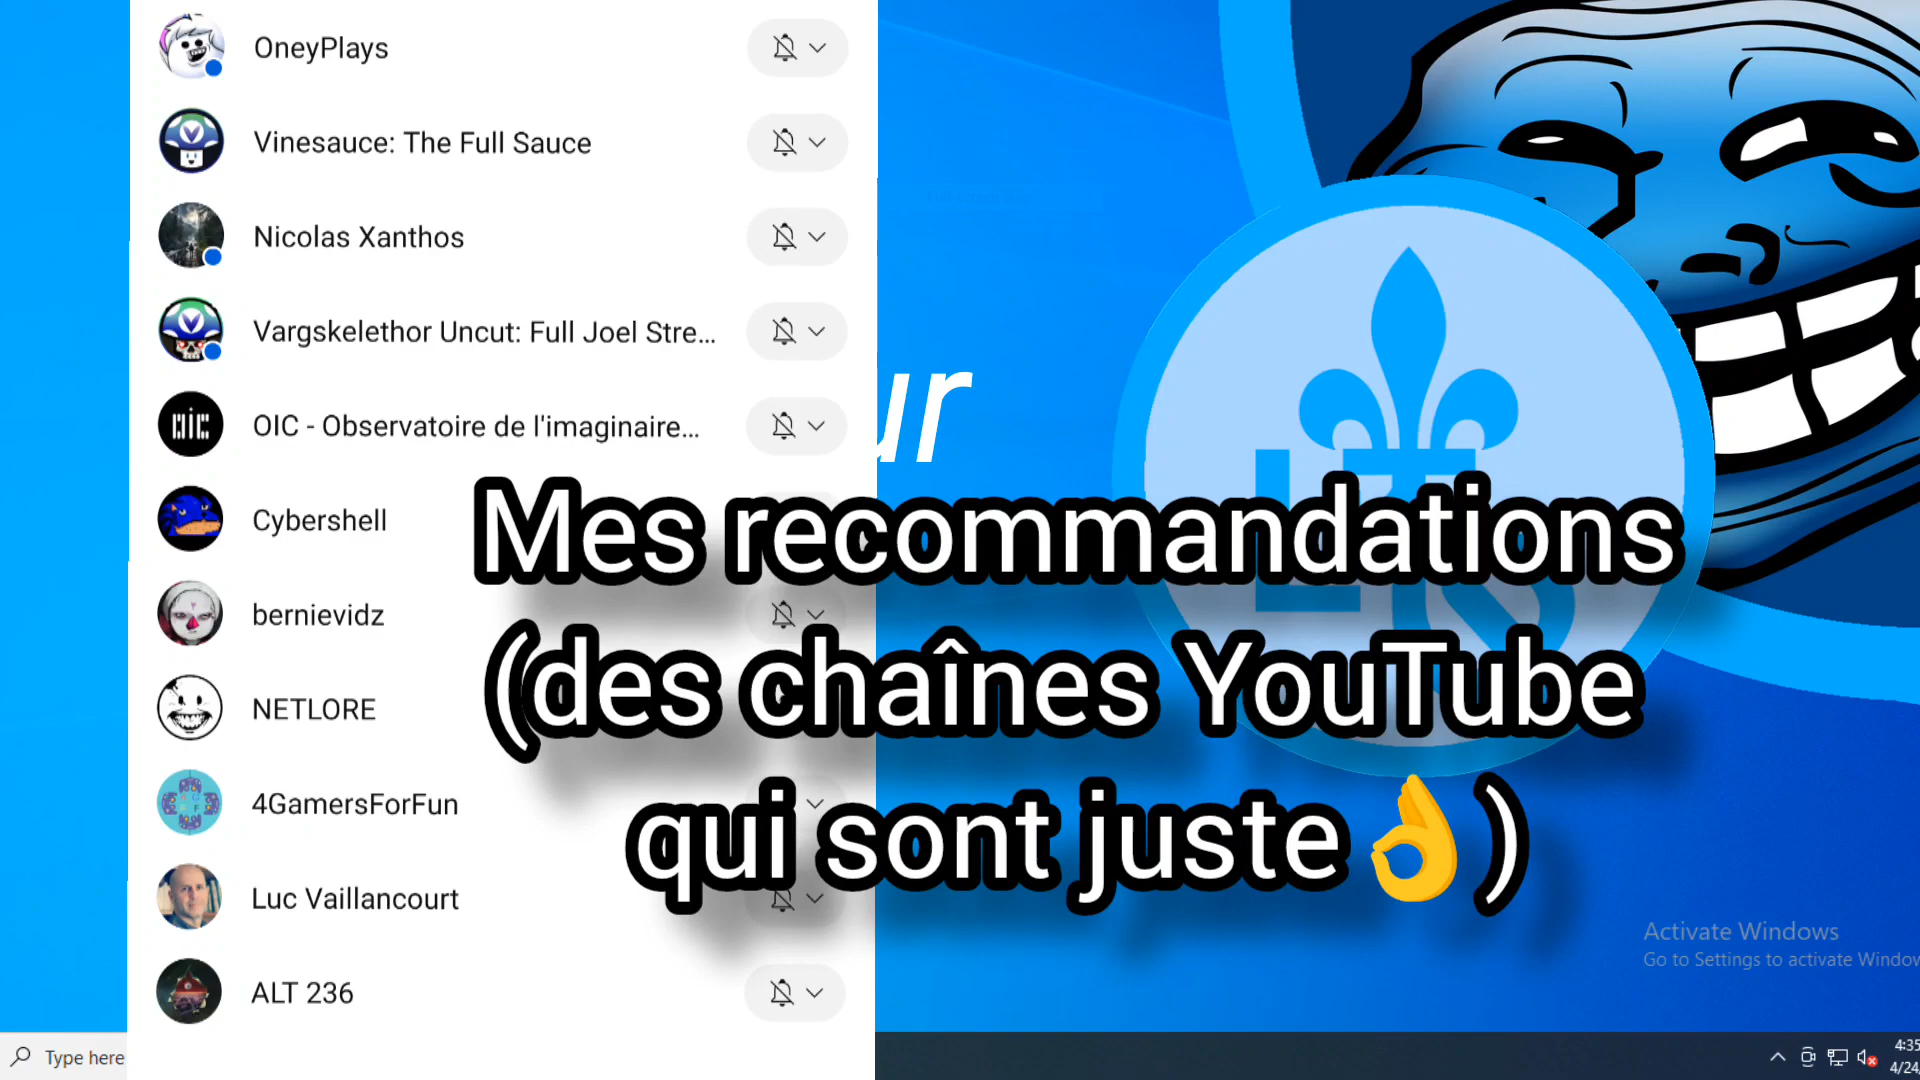 OneyPlays
Vinesauce: The Full Sauce
Nicolas Xanthos
Vargskelethor Uncut: Full Joel Stre...
OIC - Observatoire de l'imaginaire...
Cybershell
bernievidz
NETLORE
4GamersForFun
Luc Vaillancourt
ALT 236
ur
Mes recommandations
(des chaînes YouTube
qui sont juste👌)
Activate Windows
Go to Settings to activate Window
Type here
4:35
4/24